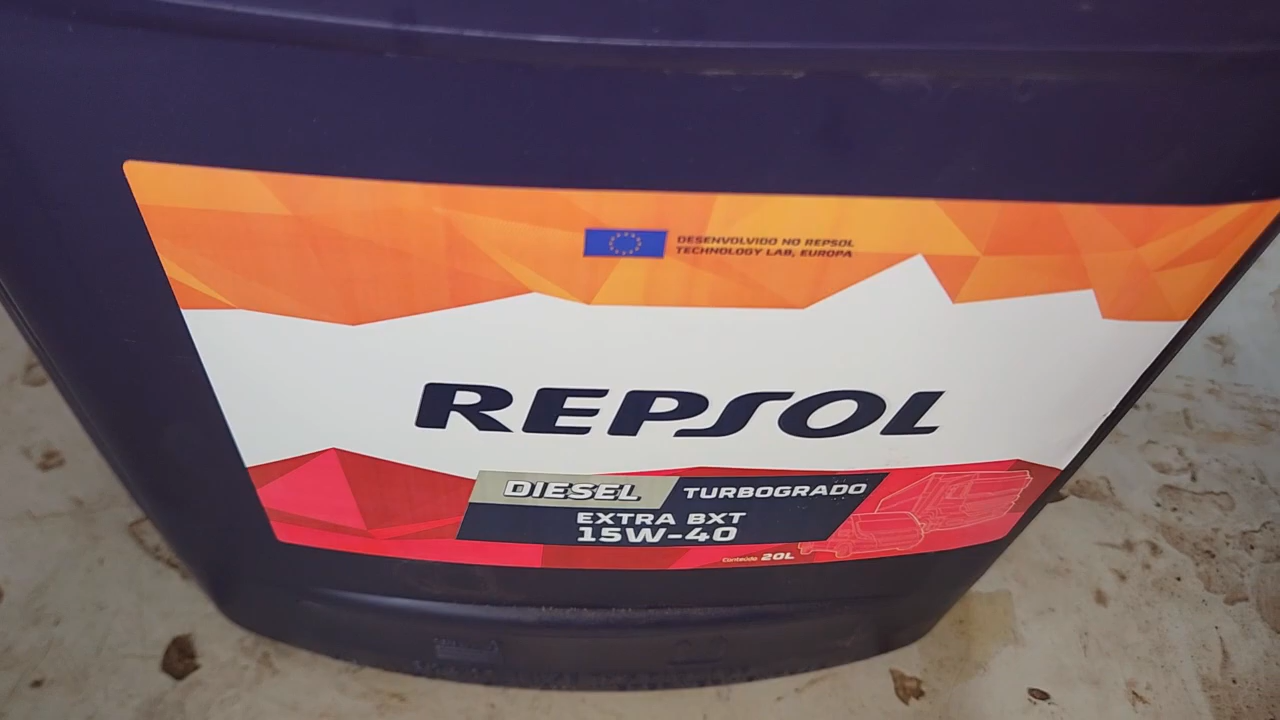 DESENVOLVIDO NO REPSOL
TECHNOLOGY LAB, EUROPA
REPSOL
DIESEL TURBOGRADO
EXTRA BXT
15W-40
Conteúdo 20L